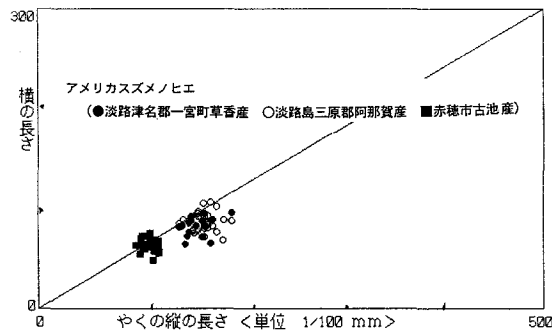 300
アメリカスズメノヒエ
(●淡路津名郡一宮町草香産 ○淡路島三原郡阿那賀産 ■赤穂市古池産)
横の長さ
0
0 やくの縦の長さ <単位 1/100 mm> 500